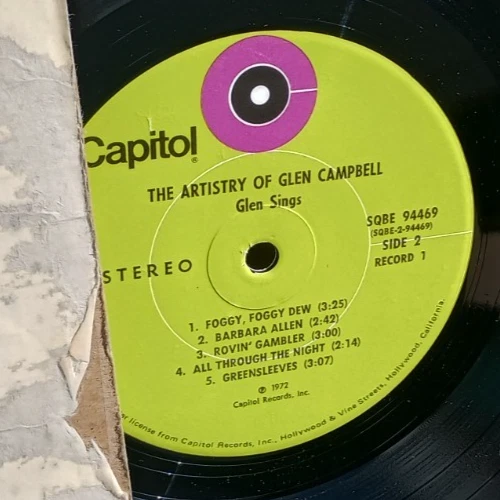 Capitol®
THE ARTISTRY OF GLEN CAMPBELL
Glen Sings
SQBE 94469
(SQBE-2-94469)
SIDE 2
RECORD 1
STEREO
1. FOGGY, FOGGY DEW (3:25)
2. BARBARA ALLEN (2:42)
3. ROVIN' GAMBLER (3:00)
4. ALL THROUGH THE NIGHT (2:14)
5. GREENSLEEVES (3:07)
℗ 1972
Capitol Records, Inc.
license from Capitol Records, Inc., Hollywood & Vine Streets, Hollywood, California.